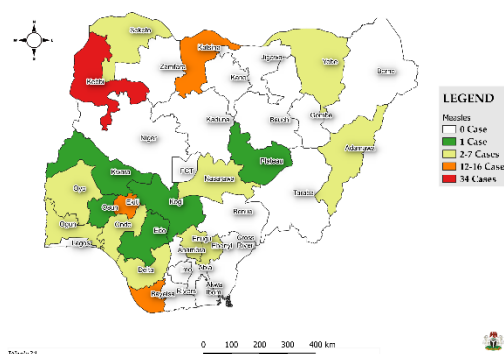 Sokoto
Katsina
Jigawa
Yobe
Borno
Zamfara
Kebbi
Kano
Kaduna
Bauchi
Gombe
Adamawa
Niger
Plateau
FCT
Kwara
Nasarawa
Taraba
Oyo
Ekiti
Kogi
Osun
Benue
Ogun
Ondo
Edo
Enugu
Lagos
Anambra
Ebonyi
Cross
River
Delta
Imo
Abia
Bayelsa
Rivers
Akwa
Ibom
LEGEND
Measles
0 Case
1 Case
2-7 Cases
12-16 Cases
34 Cases
0 100 200 300 400 km